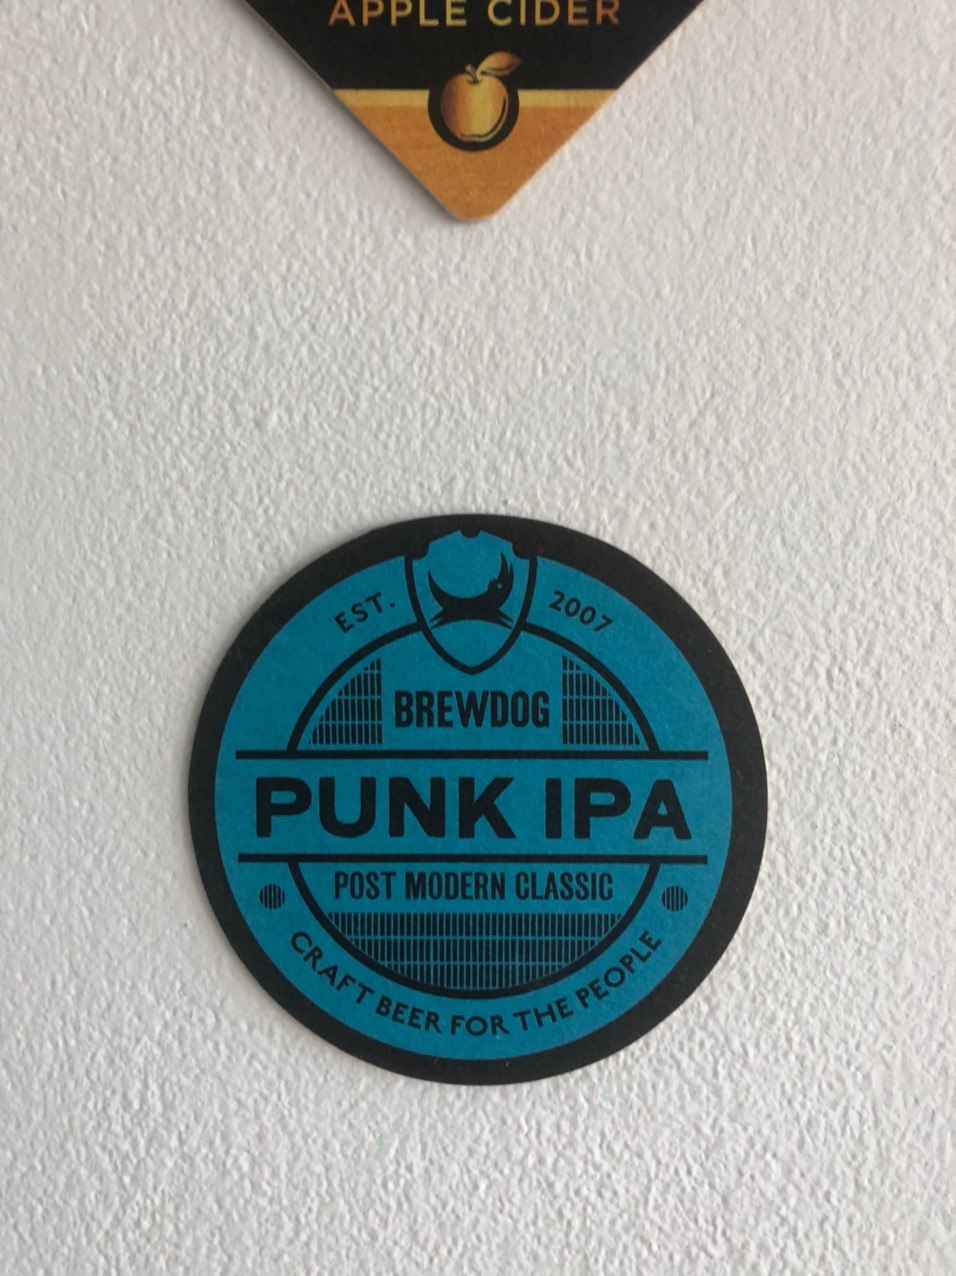 APPLE CIDER
EST. 2007
BREWDOG
PUNK IPA
POST MODERN CLASSIC
CRAFT BEER FOR THE PEOPLE